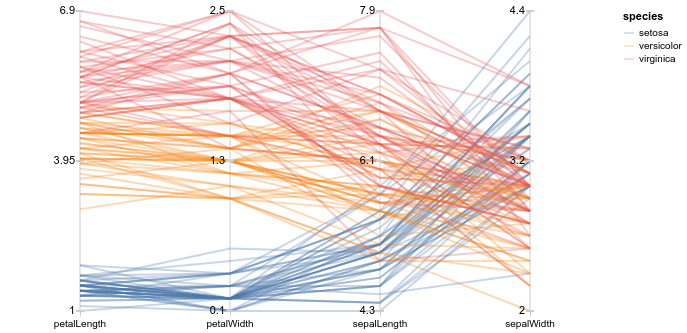 6.9 2.5 7.9 4.4
species
setosa
versicolor
virginica
3.95 1.3 6.1 3.2
1 0.1 4.3 2
petalLength petalWidth sepalLength sepalWidth